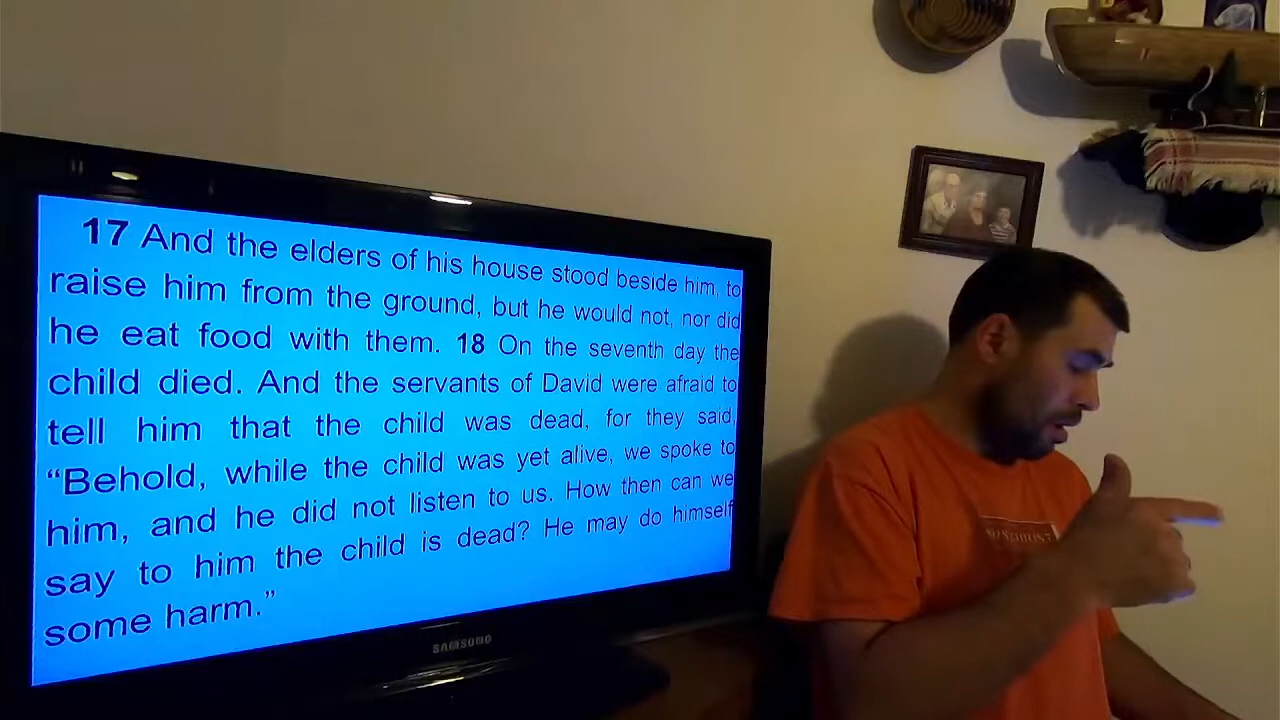 17 And the elders of his house stood beside him, to
raise him from the ground, but he would not, nor did
he eat food with them. 18 On the seventh day the
child died. And the servants of David were afraid to
tell him that the child was dead, for they said,
“Behold, while the child was yet alive, we spoke to
him, and he did not listen to us. How then can we
say to him the child is dead? He may do himself
some harm.”
SAMSUNG